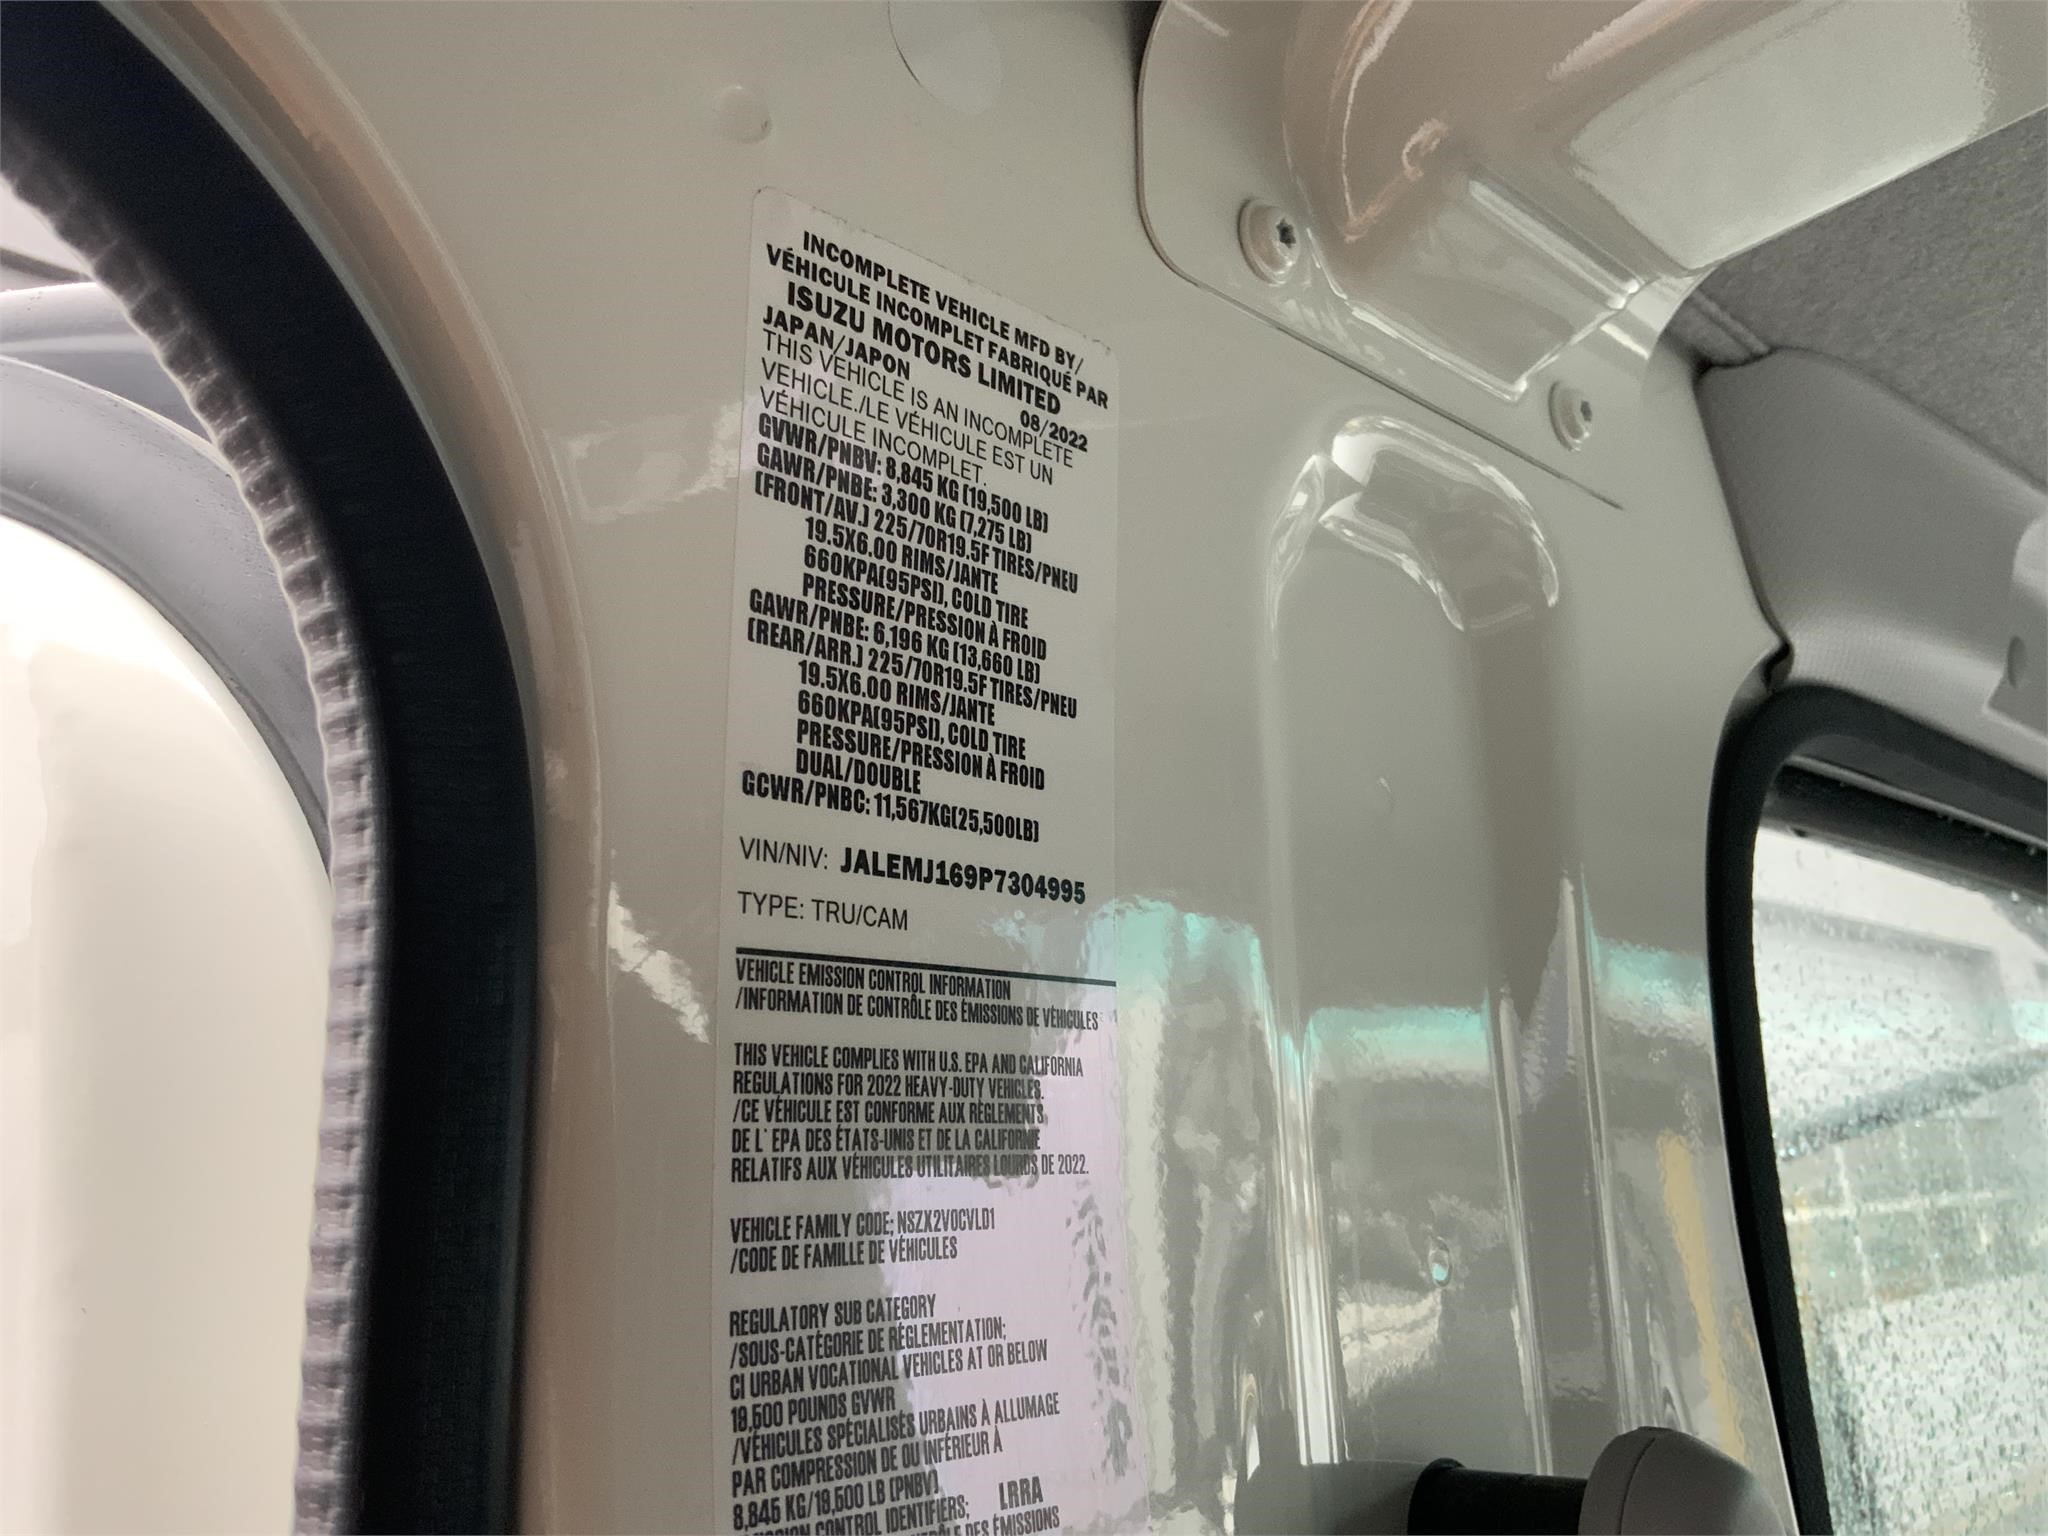 INCOMPLETE VEHICLE MFD BY/
VÉHICULE INCOMPLET FABRIQUÉ PAR
ISUZU MOTORS LIMITED
JAPAN/JAPON 08/2022
THIS VEHICLE IS AN INCOMPLETE
VEHICLE./LE VÉHICULE EST UN
VÉHICULE INCOMPLET.
GVWR/PNBV: 8,845 KG (19,500 LB)
GAWR/PNBE: 3,300 KG (7,275 LB)
(FRONT/AV.) 225/70R19.5F TIRES/PNEU
19.5X6.00 RIMS/JANTE
660KPA(95PSI), COLD TIRE
PRESSURE/PRESSION À FROID
GAWR/PNBE: 6,196 KG (13,660 LB)
(REAR/ARR.) 225/70R19.5F TIRES/PNEU
19.5X6.00 RIMS/JANTE
660KPA(95PSI), COLD TIRE
PRESSURE/PRESSION À FROID
DUAL/DOUBLE
GCWR/PNBC: 11,567KG(25,500LB)
VIN/NIV: JALEMJ169P7304995
TYPE: TRU/CAM
VEHICLE EMISSION CONTROL INFORMATION
/INFORMATION DE CONTRÔLE DES ÉMISSIONS DE VÉHICULES
THIS VEHICLE COMPLIES WITH U.S. EPA AND CALIFORNIA
REGULATIONS FOR 2022 HEAVY-DUTY VEHICLES.
/CE VÉHICULE EST CONFORME AUX RÈGLEMENTS
DE L'EPA DES ÉTATS-UNIS ET DE LA CALIFORNIE
RELATIFS AUX VÉHICULES UTILITAIRES LOURDS DE 2022.
VEHICLE FAMILY CODE; NSZX2VOCVLD1
/CODE DE FAMILLE DE VÉHICULES
REGULATORY SUB CATEGORY
/SOUS-CATÉGORIE DE RÉGLEMENTATION;
CI URBAN VOCATIONAL VEHICLES AT OR BELOW
19,500 POUNDS GVWR
/VÉHICULES SPÉCIALISÉS URBAINS À ALLUMAGE
PAR COMPRESSION DE OU INFÉRIEUR À
8,845 KG/19,500 LB (PNBV)
EMISSION CONTROL IDENTIFIERS; LRRA
DES ÉMISSIONS